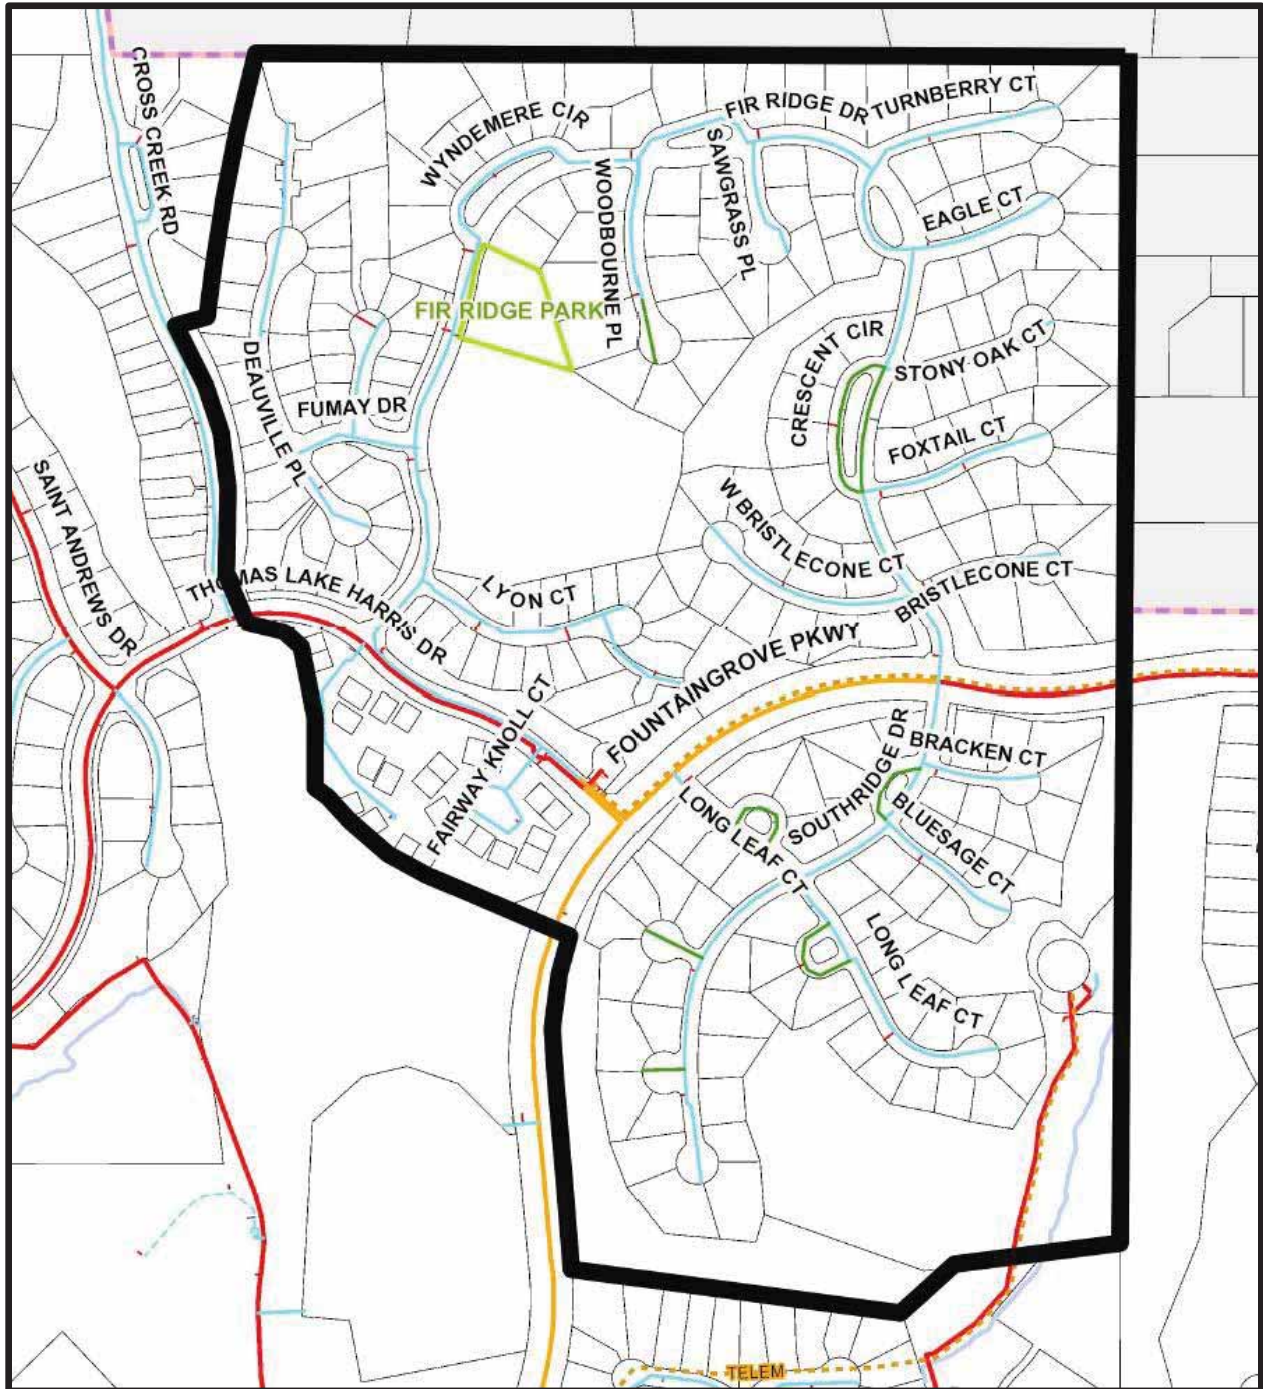 CROSS CREEK RD
WYNDEMERE CIR
FIR RIDGE DR
TURNBERRY CT
SAWGRASS PL
WOODBOURNE PL
EAGLE CT
FIR RIDGE PARK
DEAUVILLE PL
FUMAY DR
CRESCENT CIR
STONY OAK CT
FOXTAIL CT
SAINT ANDREWS DR
W BRISTLECONE CT
BRISTLECONE CT
THOMAS LAKE HARRIS DR
LYON CT
FOUNTAINGROVE PKWY
FAIRWAY KNOLL CT
SOUTHRIDGE DR
BRACKEN CT
LONG LEAF CT
BLUESAGE CT
LONG LEAF CT
TELEM